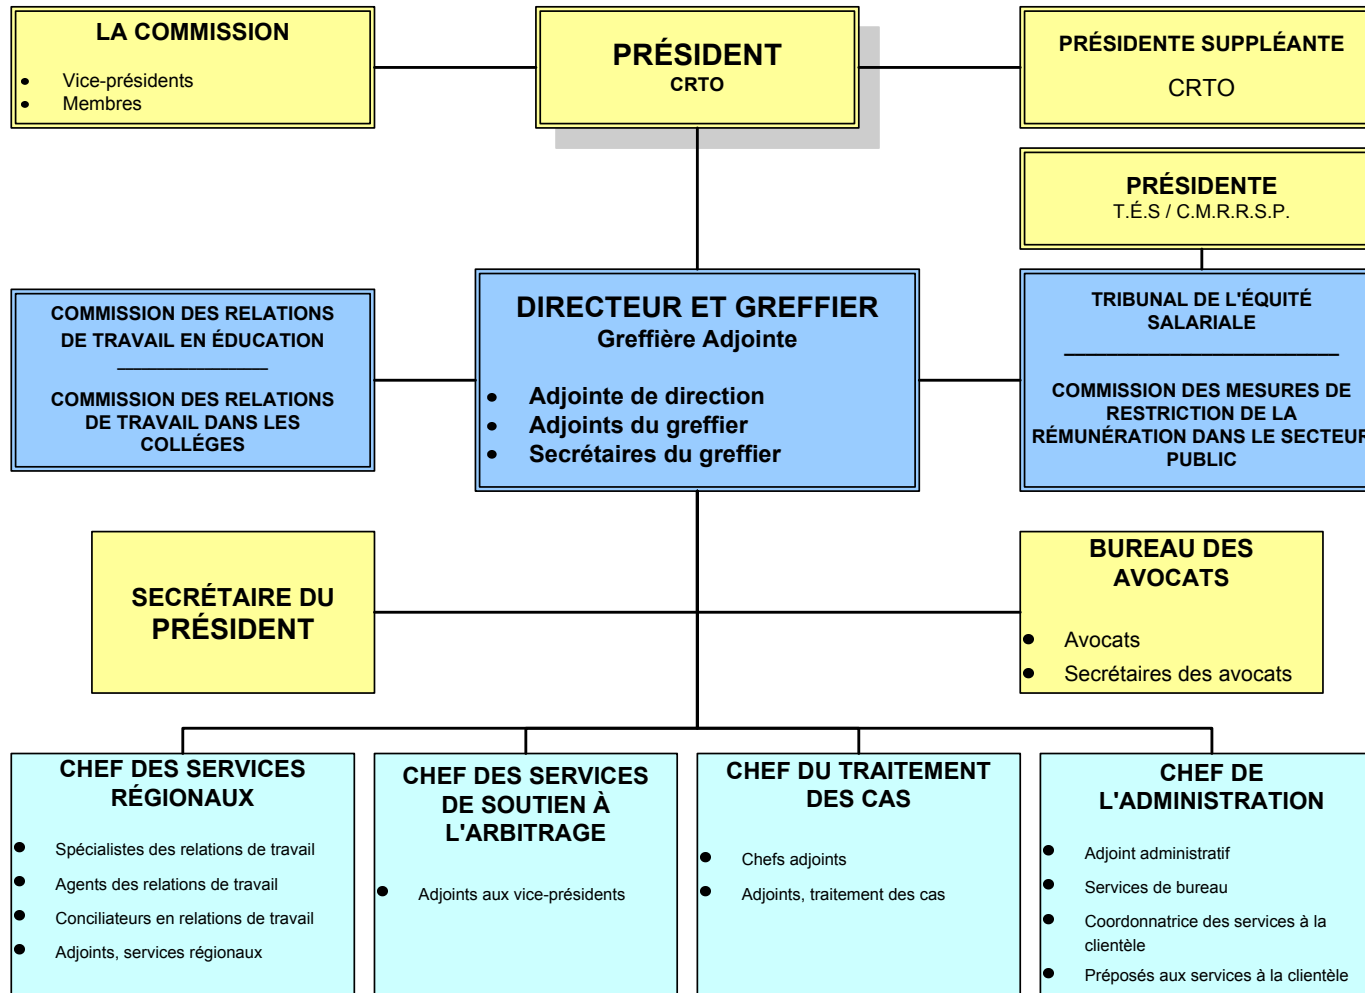 LA COMMISSION
• Vice-présidents
• Membres
PRÉSIDENT
CRTO
PRÉSIDENTE SUPPLÉANTE
CRTO
PRÉSIDENTE
T.É.S / C.M.R.R.S.P.
COMMISSION DES RELATIONS
DE TRAVAIL EN ÉDUCATION
COMMISSION DES RELATIONS
DE TRAVAIL DANS LES
COLLÉGES
DIRECTEUR ET GREFFIER
Greffière Adjointe
• Adjointe de direction
• Adjoints du greffier
• Secrétaires du greffier
TRIBUNAL DE L'ÉQUITÉ
SALARIALE
COMMISSION DES MESURES DE
RESTRICTION DE LA
RÉMUNÉRATION DANS LE SECTEUR
PUBLIC
SECRÉTAIRE DU
PRÉSIDENT
BUREAU DES
AVOCATS
• Avocats
• Secrétaires des avocats
CHEF DES SERVICES
RÉGIONAUX
• Spécialistes des relations de travail
• Agents des relations de travail
• Conciliateurs en relations de travail
• Adjoints, services régionaux
CHEF DES SERVICES
DE SOUTIEN À
L'ARBITRAGE
• Adjoints aux vice-présidents
CHEF DU TRAITEMENT
DES CAS
• Chefs adjoints
• Adjoints, traitement des cas
CHEF DE
L'ADMINISTRATION
• Adjoint administratif
• Services de bureau
• Coordonnatrice des services à la
clientèle
• Préposés aux services à la clientèle